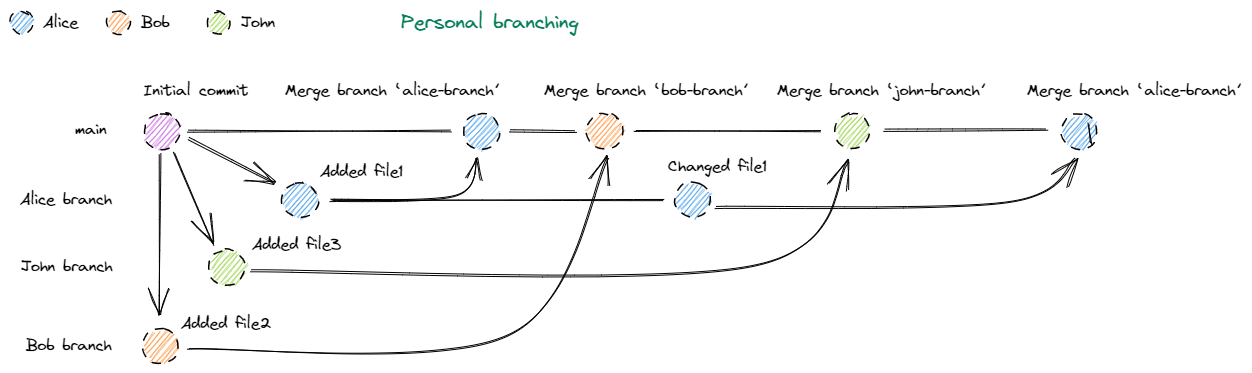 Alice Bob John Personal branching
Initial commit Merge branch ‘alice-branch’ Merge branch ‘bob-branch’ Merge branch ‘john-branch’ Merge branch ‘alice-branch’
main
Added file1 Changed file1
Alice branch
Added file3
John branch
Added file2
Bob branch